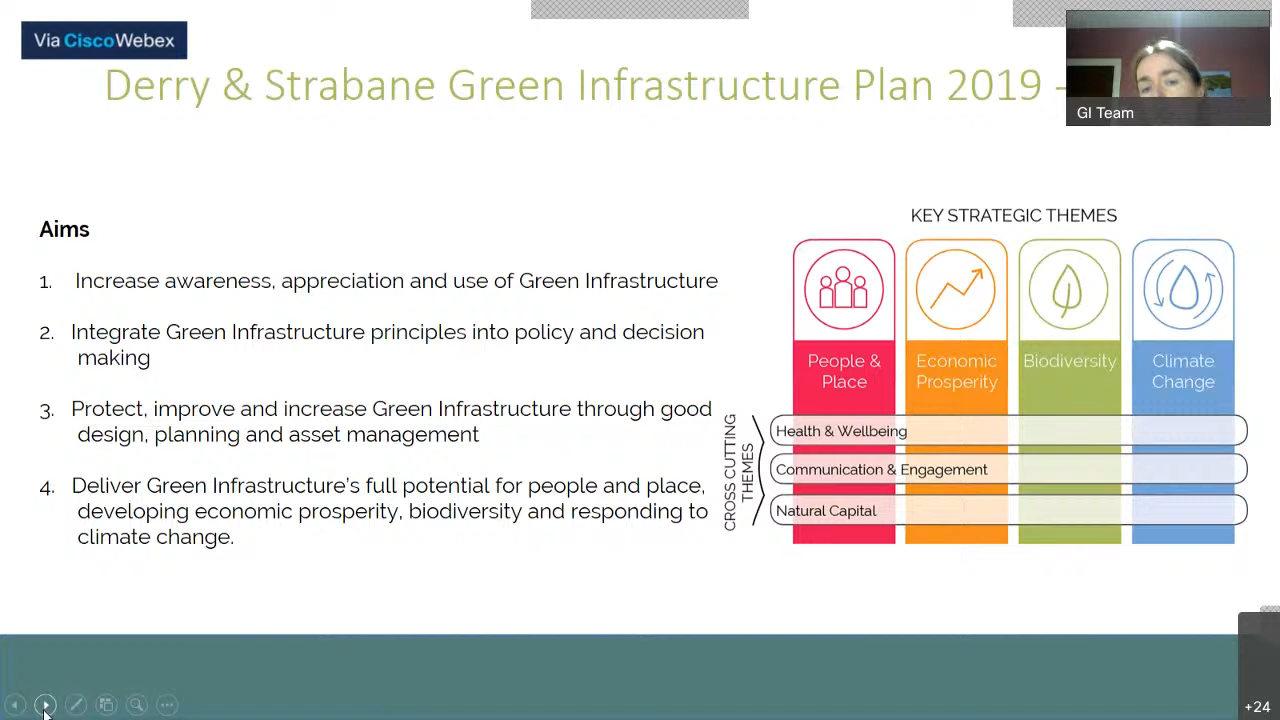 Via Cisco Webex
Derry & Strabane Green Infrastructure Plan 2019 -
GI Team
Aims
1. Increase awareness, appreciation and use of Green Infrastructure
2. Integrate Green Infrastructure principles into policy and decision
making
3. Protect, improve and increase Green Infrastructure through good
design, planning and asset management
4. Deliver Green Infrastructure's full potential for people and place,
developing economic prosperity, biodiversity and responding to
climate change.
KEY STRATEGIC THEMES
People &
Place
Economic
Prosperity
Biodiversity
Climate
Change
CROSS CUTTING
THEMES
Health & Wellbeing
Communication & Engagement
Natural Capital
+24